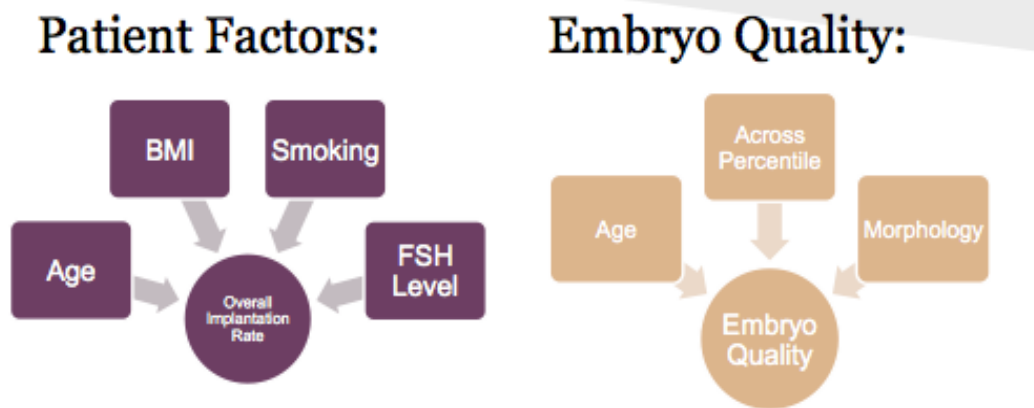 Patient Factors:
BMI
Smoking
Age
FSH
Level
Overall
Implantation
Rate
Embryo Quality:
Across
Percentile
Age
Morphology
Embryo
Quality